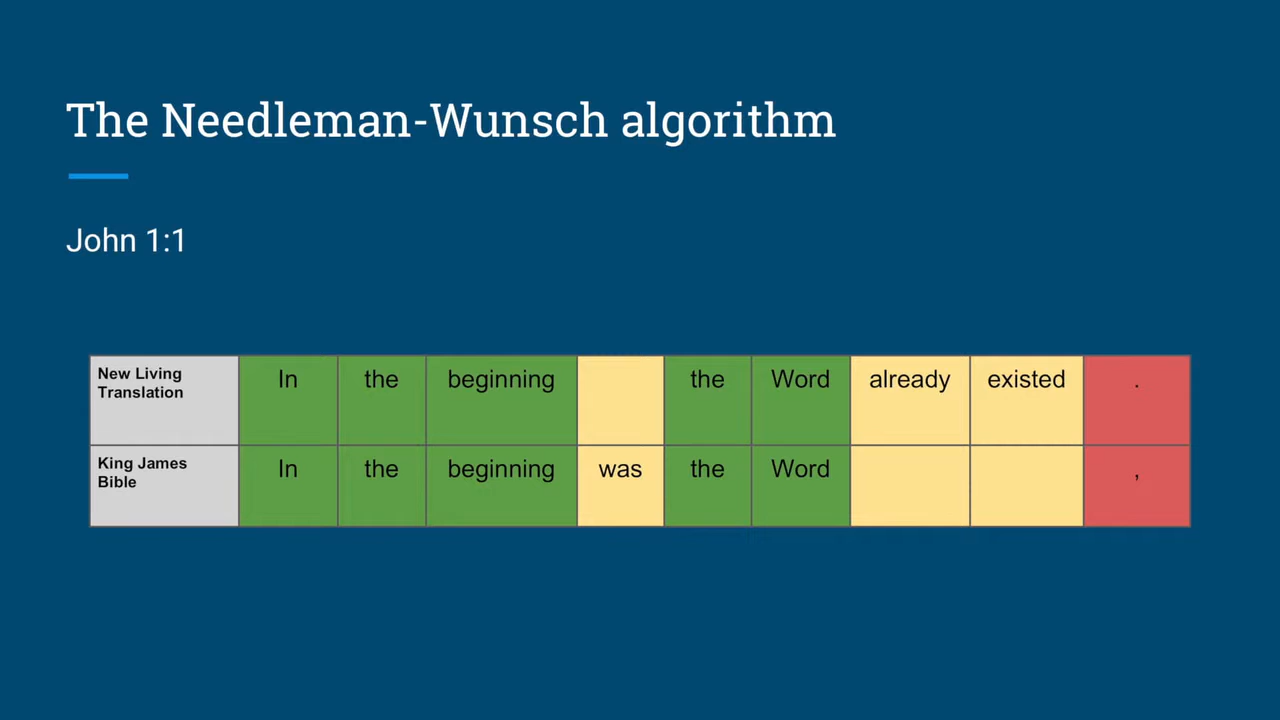 The Needleman-Wunsch algorithm
John 1:1
New Living Translation In the beginning the Word already existed .
King James Bible In the beginning was the Word ,